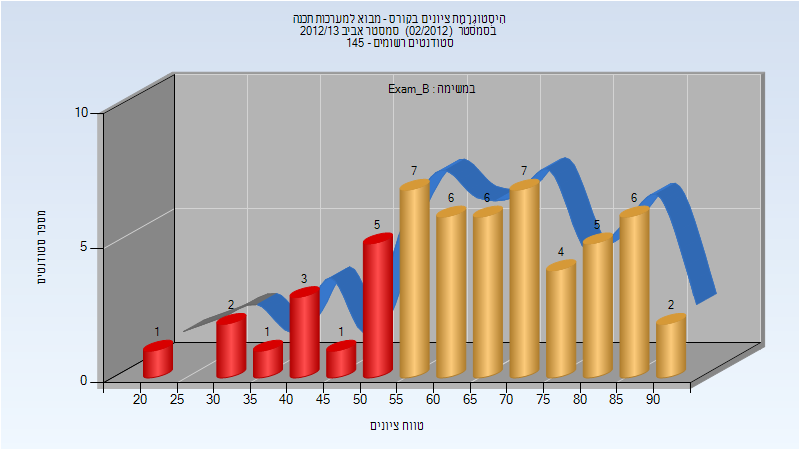 היסטוגרמת ציונים בקורס - מבוא למערכות תכנה
בסמסטר (02/2012) סמסטר אביב 2012/13
סטודנטים רשומים - 145
במשימה : Exam_B
מספר סטודנטים
10
5
0
1
2
1
3
1
5
7
6
6
7
4
5
6
2
20 25 30 35 40 45 50 55 60 65 70 75 80 85 90
טווח ציונים